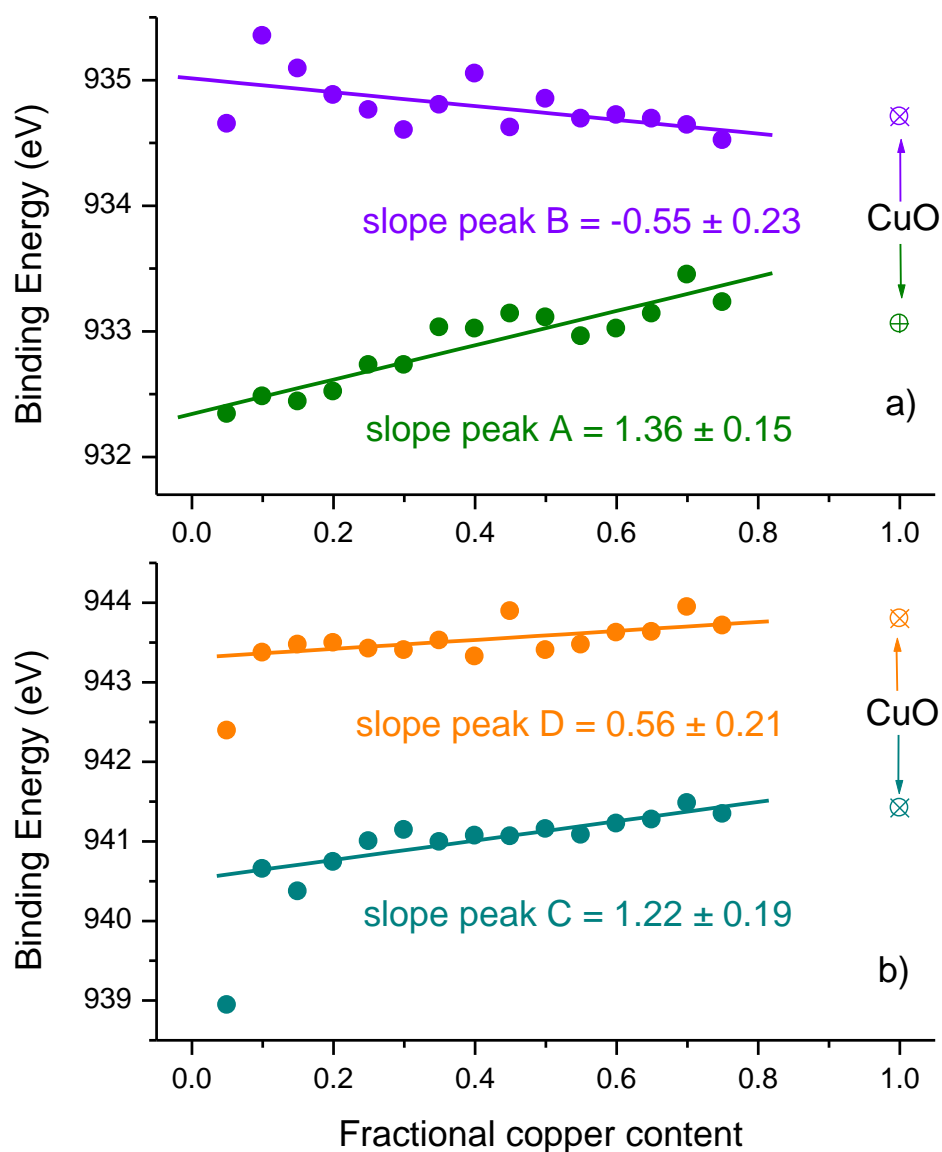 935
934
933
932
Binding Energy (eV)
slope peak B = -0.55 ± 0.23
CuO
slope peak A = 1.36 ± 0.15
a)
0.0 0.2 0.4 0.6 0.8 1.0
944
943
942
941
940
939
Binding Energy (eV)
slope peak D = 0.56 ± 0.21
CuO
slope peak C = 1.22 ± 0.19
b)
0.0 0.2 0.4 0.6 0.8 1.0
Fractional copper content